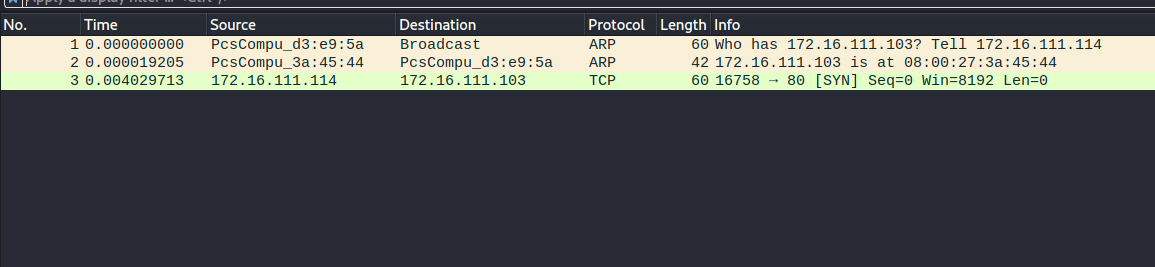 Apply a display filter ... <Ctrl-/>
No. Time Source Destination Protocol Length Info
1 0.000000000 PcsCompu_d3:e9:5a Broadcast ARP 60 Who has 172.16.111.103? Tell 172.16.111.114
2 0.000019205 PcsCompu_3a:45:44 PcsCompu_d3:e9:5a ARP 42 172.16.111.103 is at 08:00:27:3a:45:44
3 0.004029713 172.16.111.114 172.16.111.103 TCP 60 16758 → 80 [SYN] Seq=0 Win=8192 Len=0